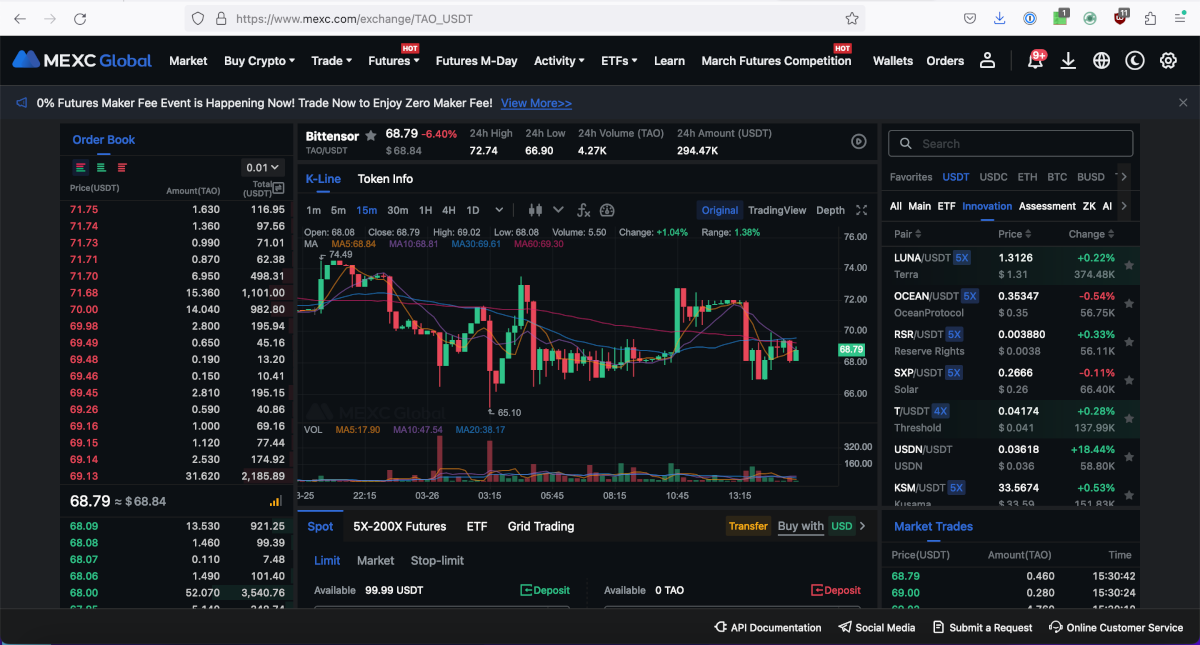 https://www.mexc.com/exchange/TAO_USDT
1
11
MEXC Global
Market
Buy Crypto
Trade
HOT
Futures
Futures M-Day
Activity
ETFs
Learn
HOT
March Futures Competition
Wallets
Orders
9+
0% Futures Maker Fee Event is Happening Now! Trade Now to Enjoy Zero Maker Fee! View More>>
Order Book
0.01
Price(USDT) Amount(TAO) Total (USDT)
71.75 1.630 116.95
71.74 1.360 97.56
71.73 0.990 71.01
71.71 0.870 62.38
71.70 6.950 498.31
71.68 15.360 1,101.00
70.00 14.040 982.80
69.98 2.800 195.94
69.49 0.650 45.16
69.48 0.190 13.20
69.46 0.150 10.41
69.45 2.810 195.15
69.26 0.590 40.86
69.16 1.000 69.16
69.15 1.120 77.44
69.14 2.530 174.92
69.13 31.620 2,185.89
68.79 ≈ $ 68.84
68.09 13.530 921.25
68.08 1.460 99.39
68.07 0.110 7.48
68.06 1.490 101.40
68.00 52.070 3,540.76
Bittensor
TAO/USDT
68.79 -6.40%
$ 68.84
24h High
72.74
24h Low
66.90
24h Volume (TAO)
4.27K
24h Amount (USDT)
294.47K
K-Line Token Info
1m 5m 15m 30m 1H 4H 1D
Original TradingView Depth
Open: 68.08 Close: 68.79 High: 69.02 Low: 68.08 Volume: 5.50 Change: +1.04% Range: 1.38%
MA MA5:68.84 MA10:68.81 MA30:69.61 MA60:69.30
74.49
76.00
74.00
72.00
70.00
68.79
68.00
66.00
65.10
MEXC Global
VOL MA5:17.90 MA10:47.54 MA20:38.17
320.00
160.00
3-25 22:15 03-26 03:15 05:45 08:15 10:45 13:15
Spot 5X-200X Futures ETF Grid Trading
Transfer Buy with USD
Limit Market Stop-limit
Available 99.99 USDT Deposit
Available 0 TAO Deposit
Search
Favorites USDT USDC ETH BTC BUSD
All Main ETF Innovation Assessment ZK AI
Pair Price Change
LUNA/USDT 5X 1.3126 +0.22%
Terra $ 1.31 374.48K
OCEAN/USDT 5X 0.35347 -0.54%
OceanProtocol $ 0.35 56.75K
RSR/USDT 5X 0.003880 +0.33%
Reserve Rights $ 0.0038 56.11K
SXP/USDT 5X 0.2666 -0.11%
Solar $ 0.26 66.40K
T/USDT 4X 0.04174 +0.28%
Threshold $ 0.041 137.99K
USDN/USDT 0.03618 +18.44%
USDN $ 0.036 58.80K
KSM/USDT 5X 33.5674 +0.53%
Kusama $ 33.59 151.83K
Market Trades
Price(USDT) Amount(TAO) Time
68.79 0.460 15:30:42
69.00 0.280 15:30:24
API Documentation
Social Media
Submit a Request
Online Customer Service